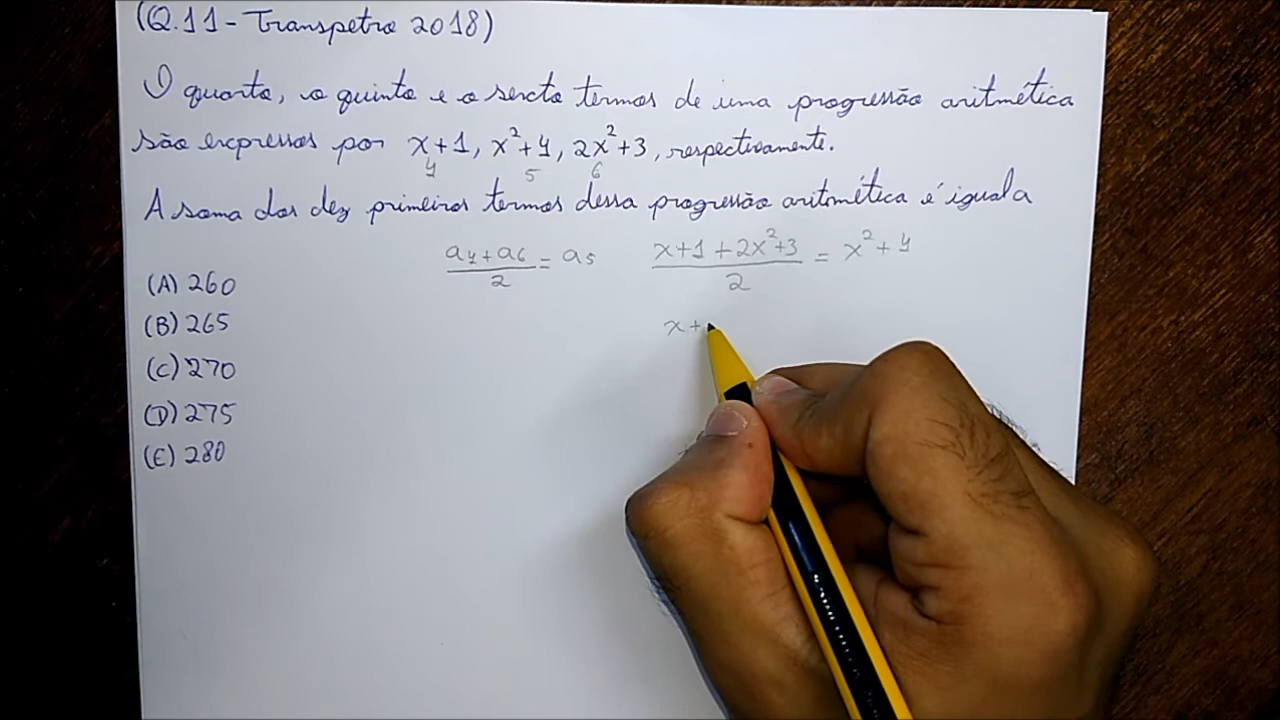 (Q.11 - Transpetro 2018)
O quarto, o quinto e o sexto termos de uma progressão aritmética
são expressos por x+1, x²+4, 2x²+3, respectivamente.
4 5 6
A soma dos dez primeiros termos dessa progressão aritmética é igual a
(a₄+a₆)/2 = a₅ (x+1+2x²+3)/2 = x²+4
x+
(A) 260
(B) 265
(C) 270
(D) 275
(E) 280